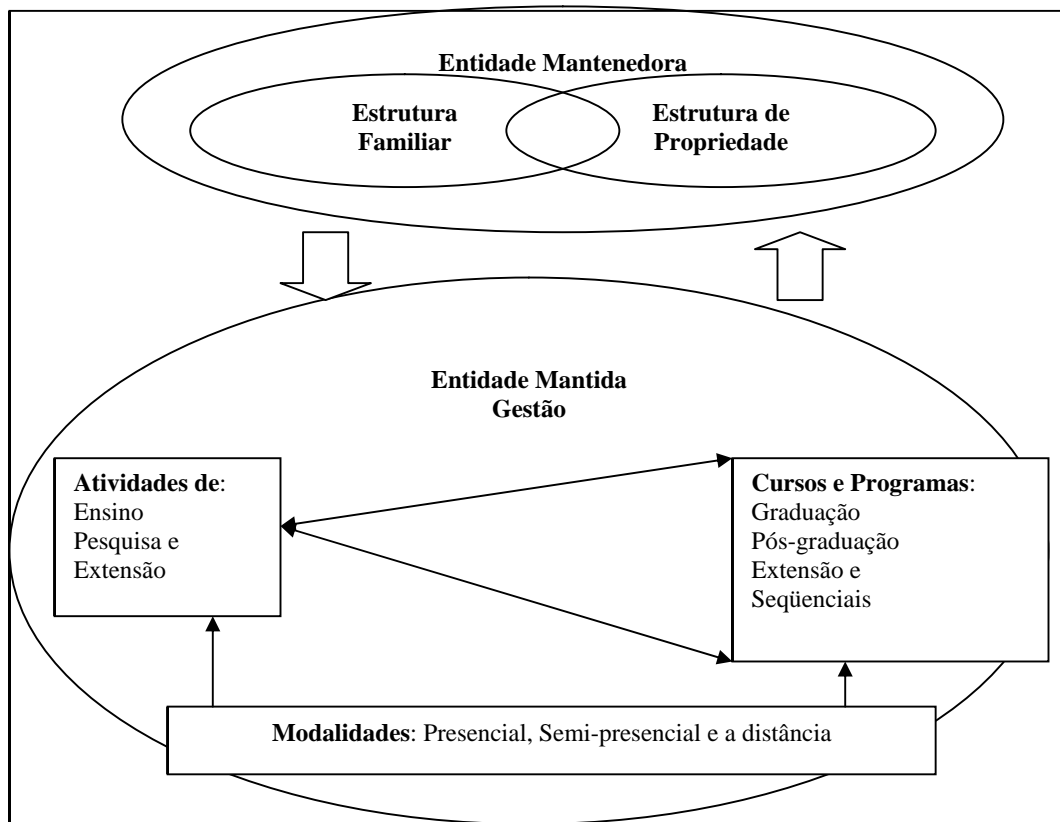 Entidade Mantenedora
Estrutura
Familiar
Estrutura de
Propriedade
Entidade Mantida
Gestão
Atividades de:
Ensino
Pesquisa e
Extensão
Cursos e Programas:
Graduação
Pós-graduação
Extensão e
Seqüenciais
Modalidades: Presencial, Semi-presencial e a distância